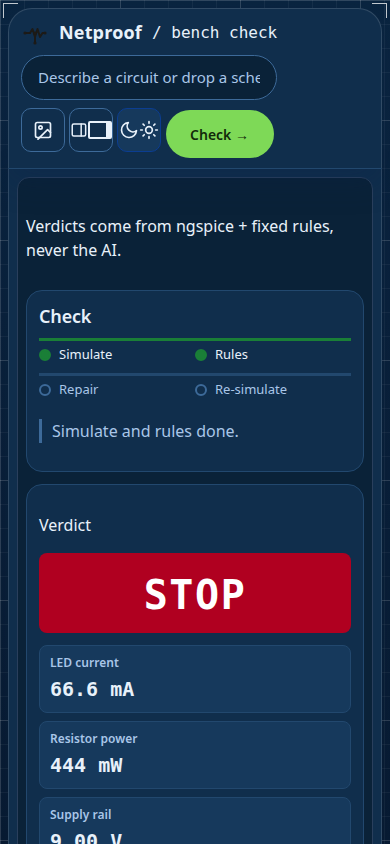 Netproof / bench check
Describe a circuit or drop a sche
Check →
Verdicts come from ngspice + fixed rules,
never the AI.
Check
Simulate
Rules
Repair
Re-simulate
Simulate and rules done.
Verdict
STOP
LED current
66.6 mA
Resistor power
444 mW
Supply rail
9.00 V